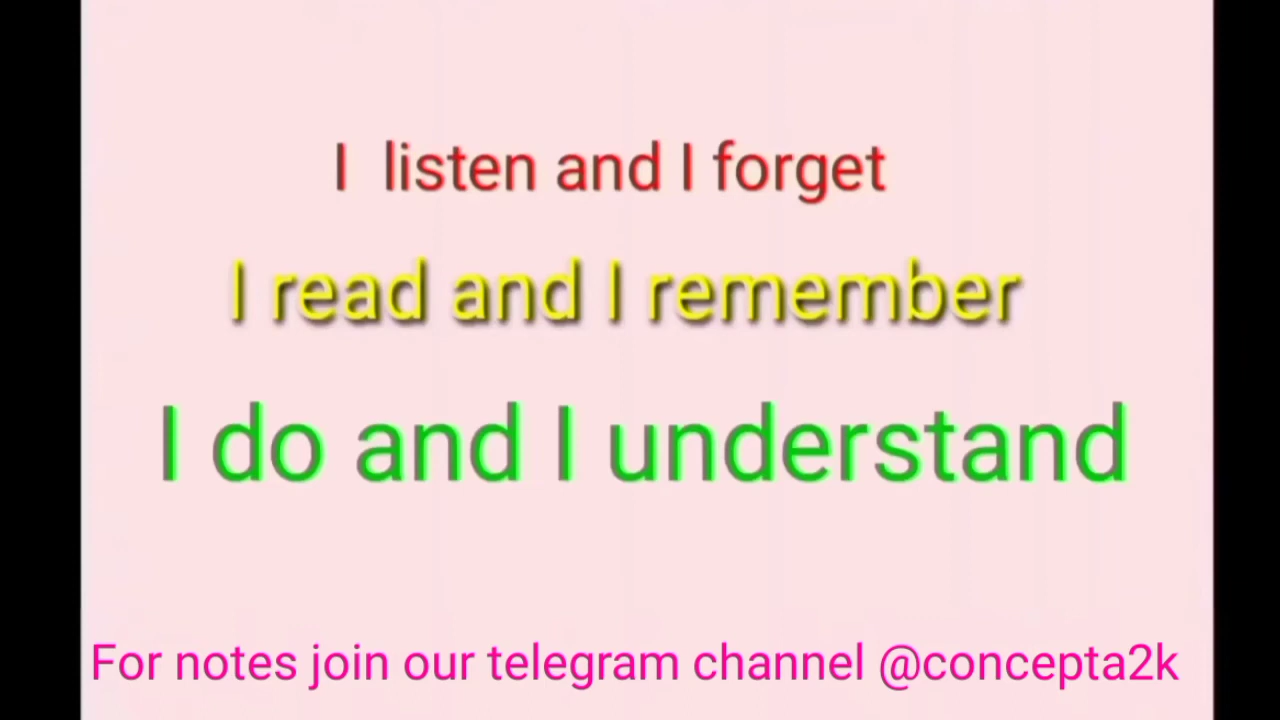 I listen and I forget
I read and I remember
I do and I understand
For notes join our telegram channel @concepta2k